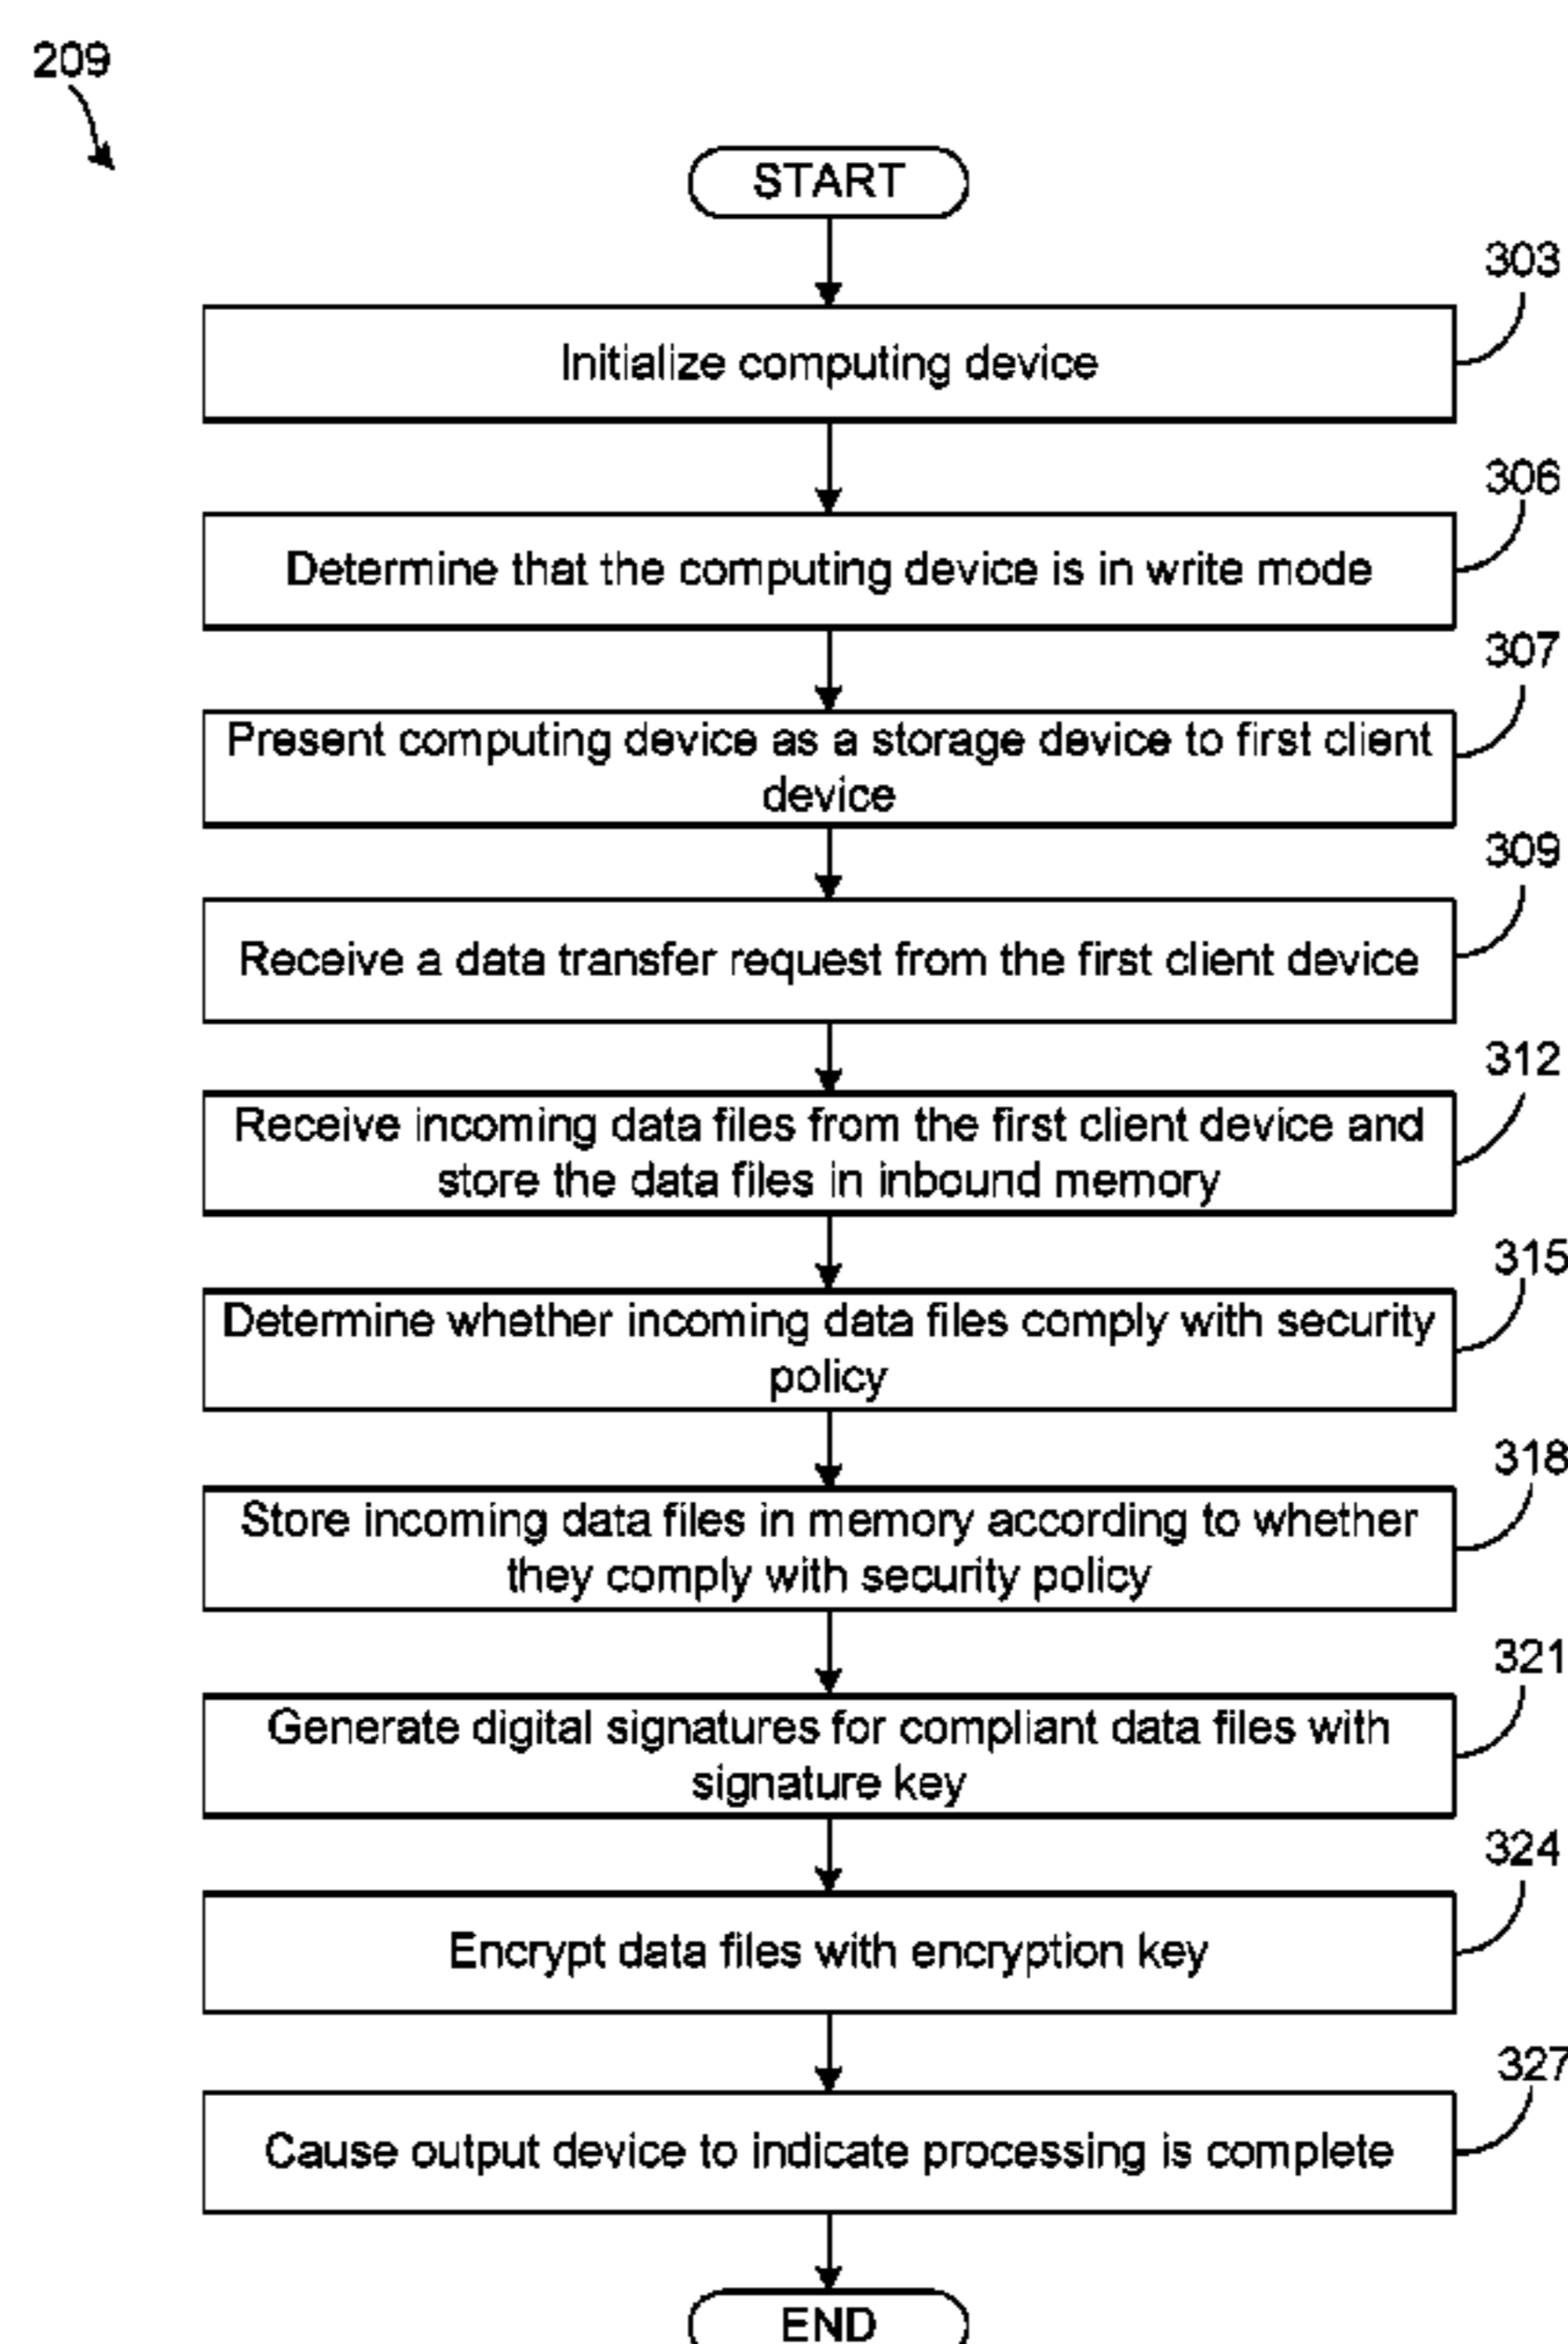 209
START
303
Initialize computing device
306
Determine that the computing device is in write mode
307
Present computing device as a storage device to first client
device
309
Receive a data transfer request from the first client device
312
Receive incoming data files from the first client device and
store the data files in inbound memory
315
Determine whether incoming data files comply with security
policy
318
Store incoming data files in memory according to whether
they comply with security policy
321
Generate digital signatures for compliant data files with
signature key
324
Encrypt data files with encryption key
327
Cause output device to indicate processing is complete
END